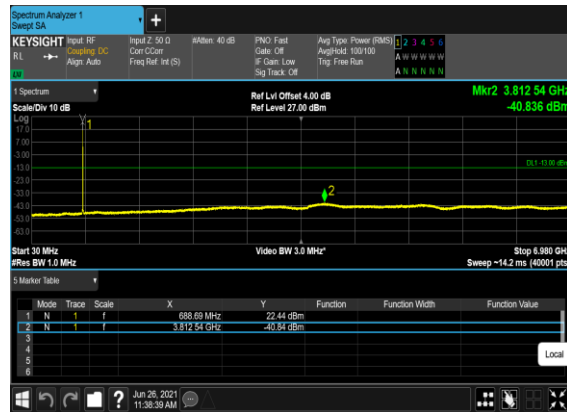 Spectrum Analyzer 1
Swept SA
+
KEYSIGHT Input: RF Input Z: 50 Ω #Atten: 40 dB PNO: Fast Avg Type: Power (RMS) 1 2 3 4 5 6
RL Coupling: DC Corr CCorr Gate: Off Avg|Hold: 100/100 A W W W W W
Align: Auto Freq Ref: Int (S) IF Gain: Low Trig: Free Run
Sig Track: Off A N N N N N
1 Spectrum Ref Lvl Offset 4.00 dB Mkr2 3.812 54 GHz
Scale/Div 10 dB Ref Level 27.00 dBm -40.836 dBm
Log
17.0
7.00
-3.00
-13.0
-23.0
-33.0
-43.0
-53.0
-63.0
1
DL1 -13.00 dBm
2
Start 30 MHz Video BW 3.0 MHz* Stop 6.980 GHz
#Res BW 1.0 MHz Sweep ~14.2 ms (40001 pts)
5 Marker Table
Mode Trace Scale X Y Function Function Width Function Value
1 N 1 f 688.69 MHz 22.44 dBm
2 N 1 f 3.812 54 GHz -40.84 dBm
3
4
5
6
Local
? Jun 26, 2021
11:38:39 AM